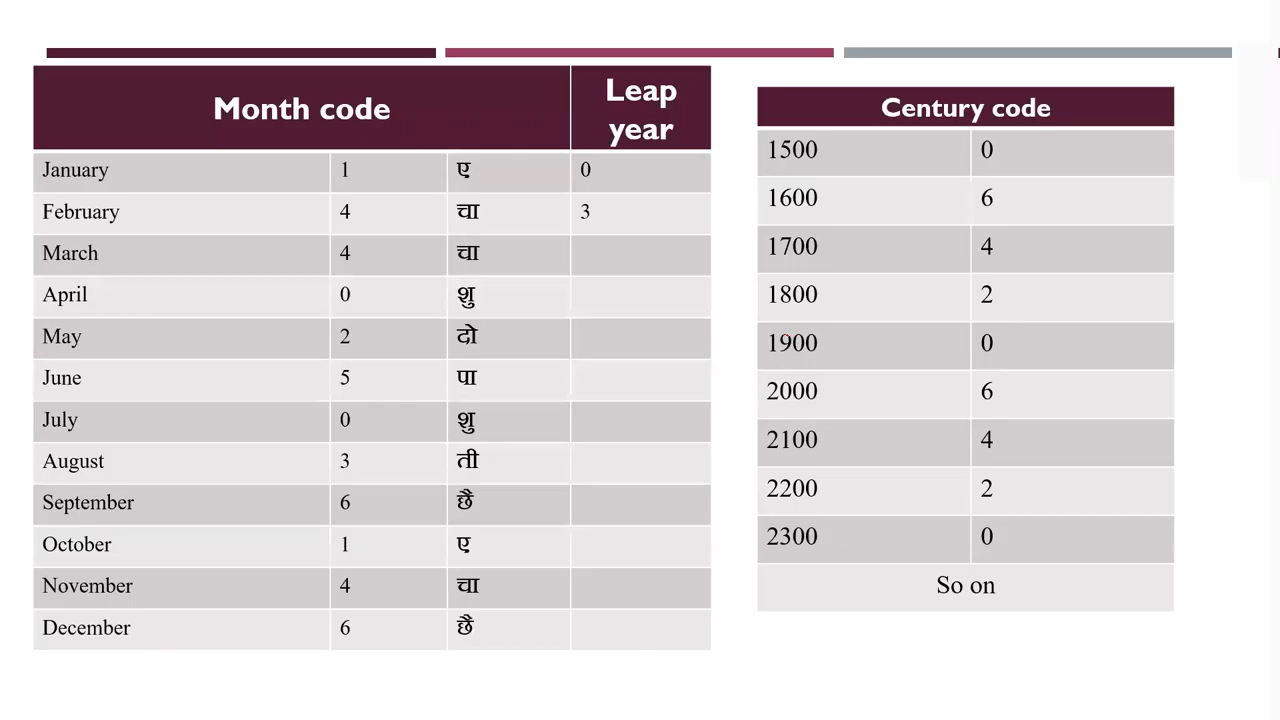 Month code Leap year
January 1 ए 0
February 4 चा 3
March 4 चा
April 0 शु
May 2 दो
June 5 पा
July 0 शु
August 3 ती
September 6 छै
October 1 ए
November 4 चा
December 6 छै
Century code
1500 0
1600 6
1700 4
1800 2
1900 0
2000 6
2100 4
2200 2
2300 0
So on